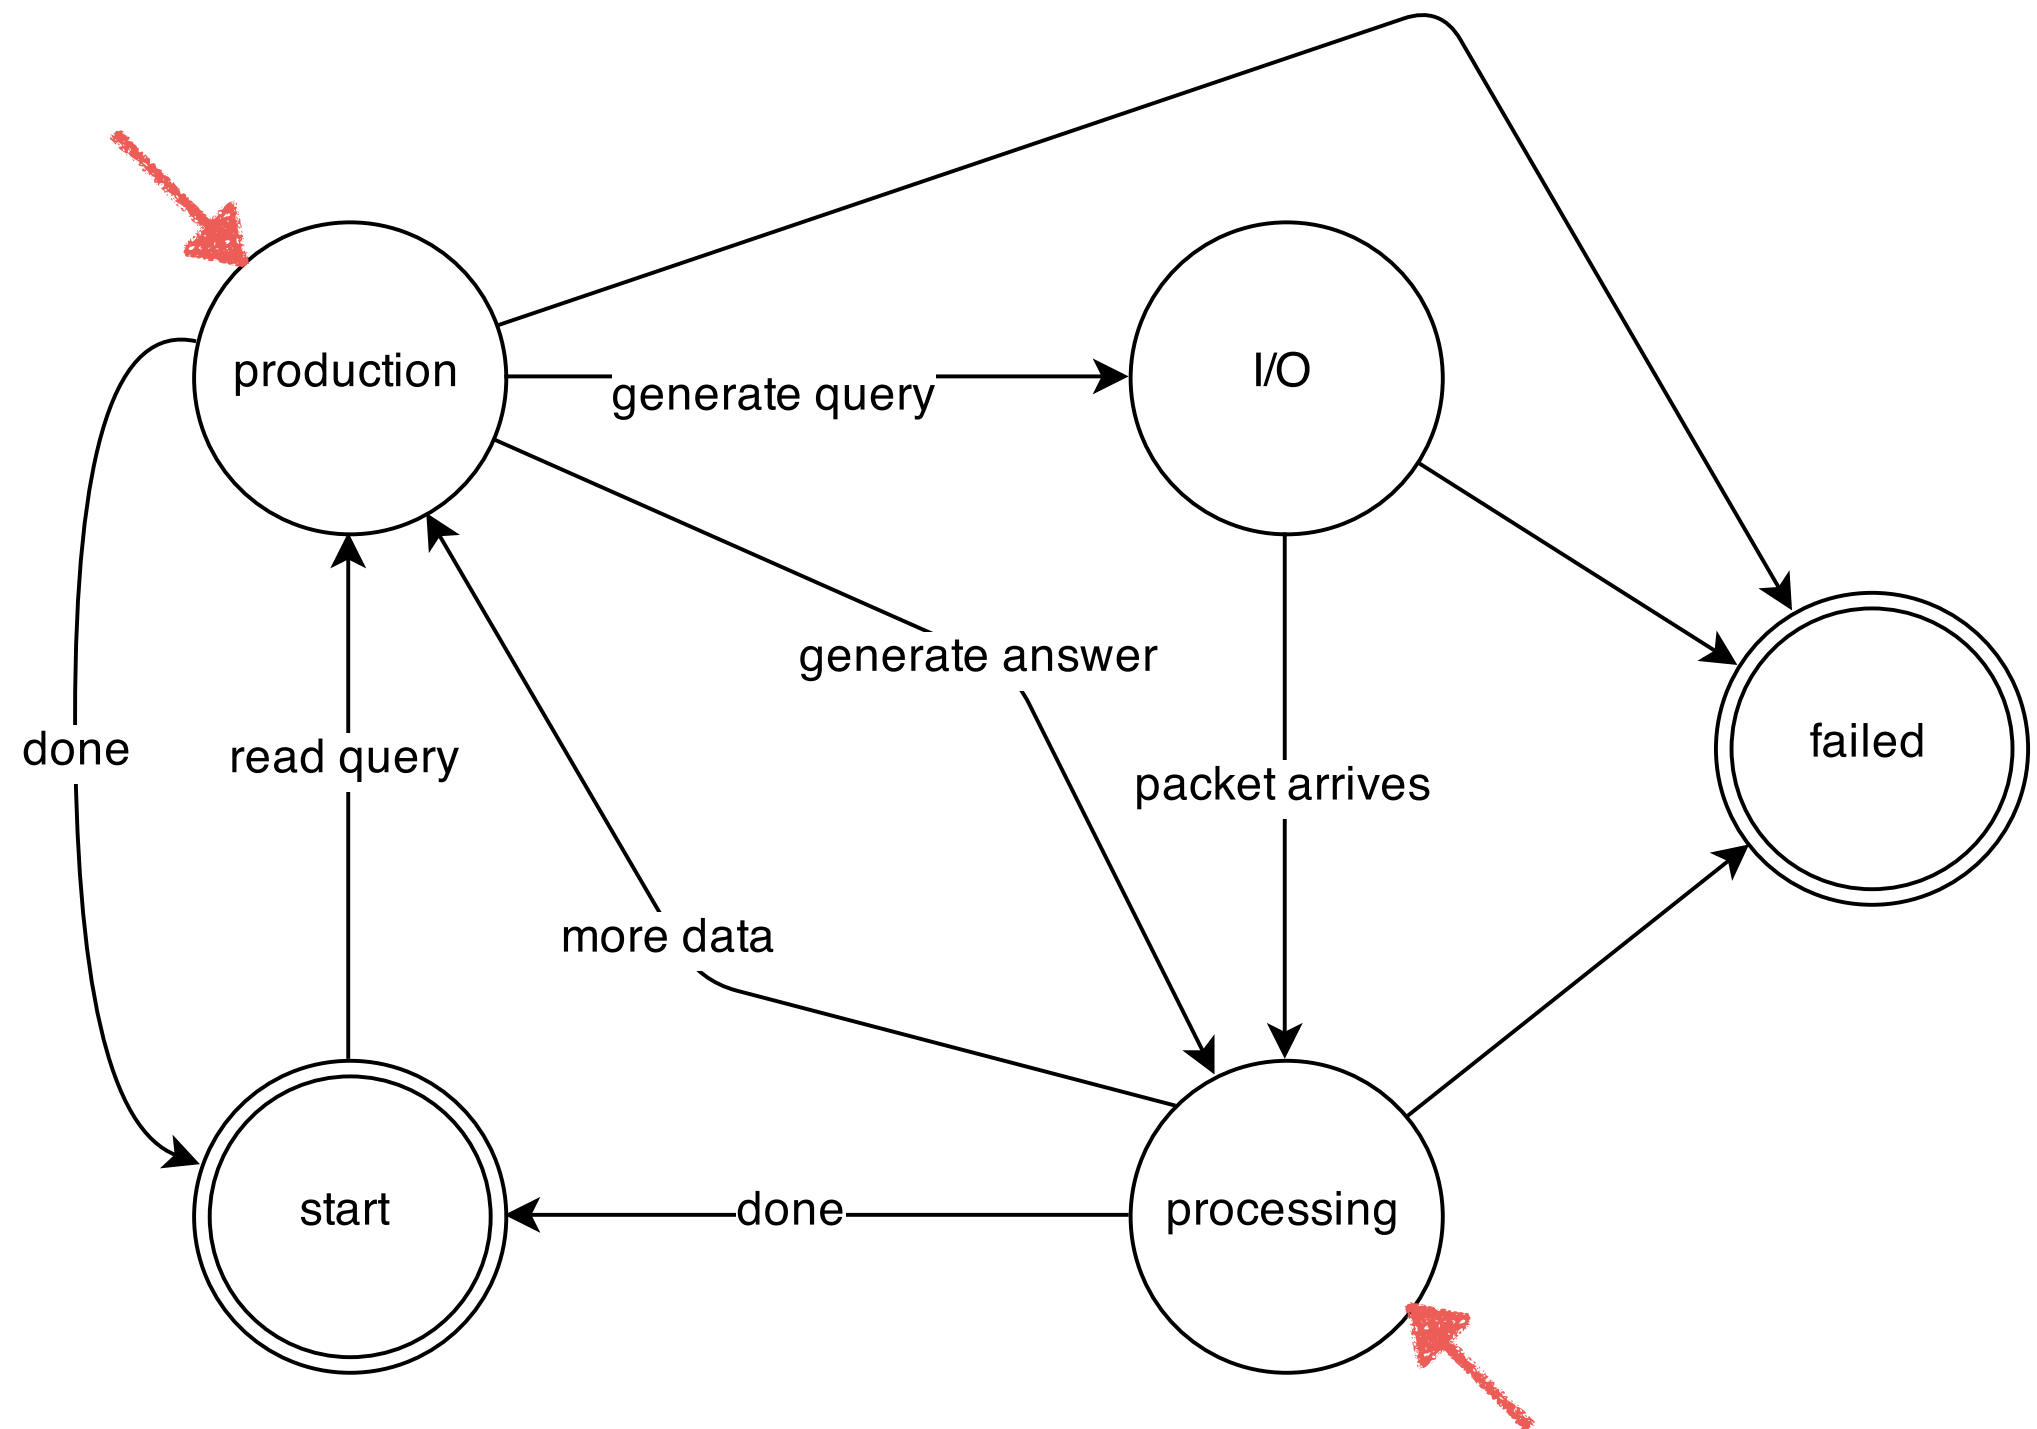 production
generate query
I/O
generate answer
failed
done
read query
packet arrives
more data
start
done
processing